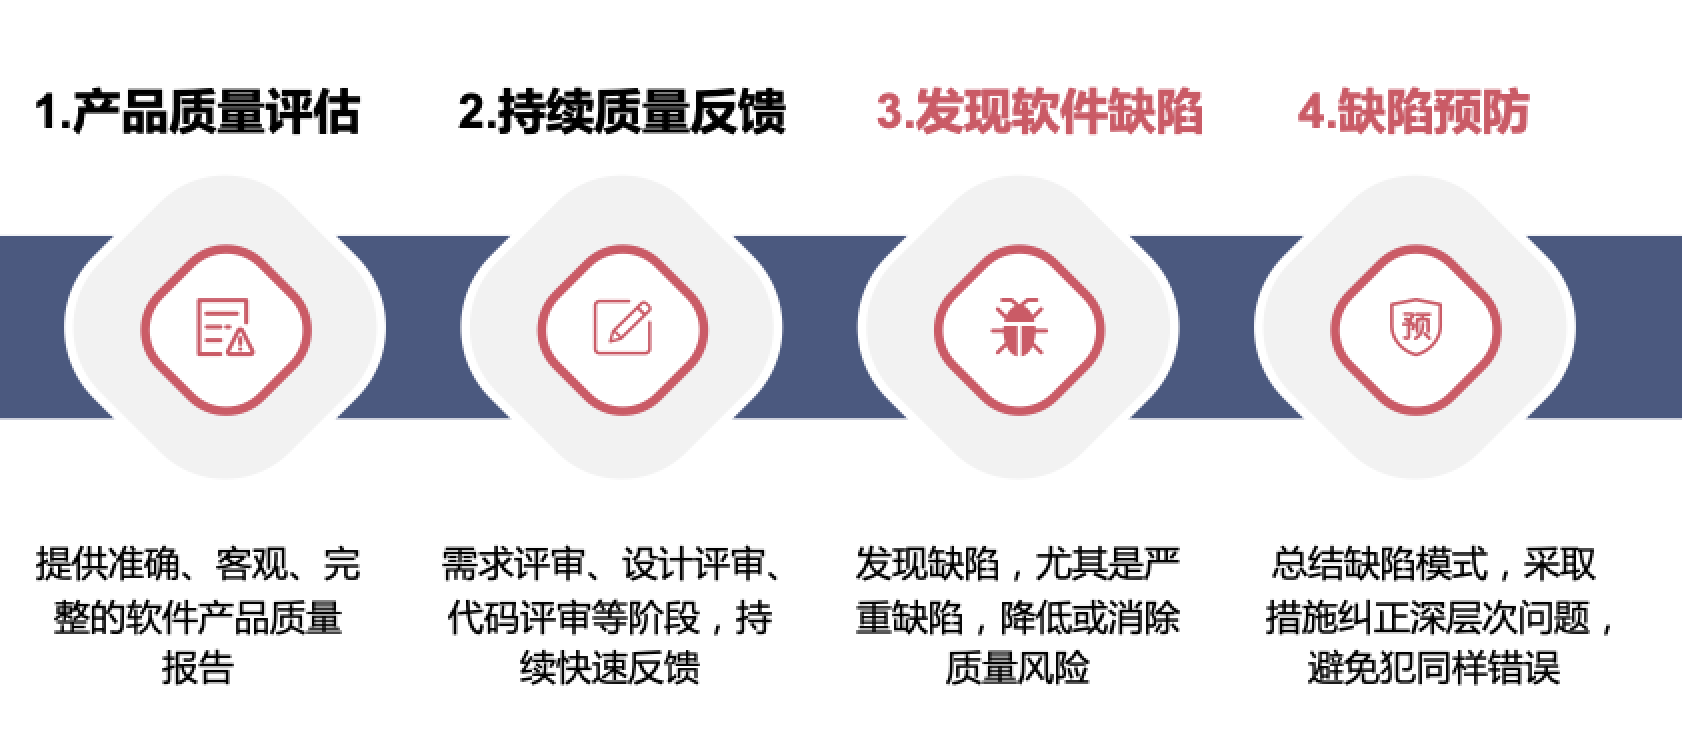 1.产品质量评估
2.持续质量反馈
3.发现软件缺陷
4.缺陷预防
预
提供准确、客观、完
整的软件产品质量
报告
需求评审、设计评审、
代码评审等阶段，持
续快速反馈
发现缺陷，尤其是严
重缺陷，降低或消除
质量风险
总结缺陷模式，采取
措施纠正深层次问题，
避免犯同样错误